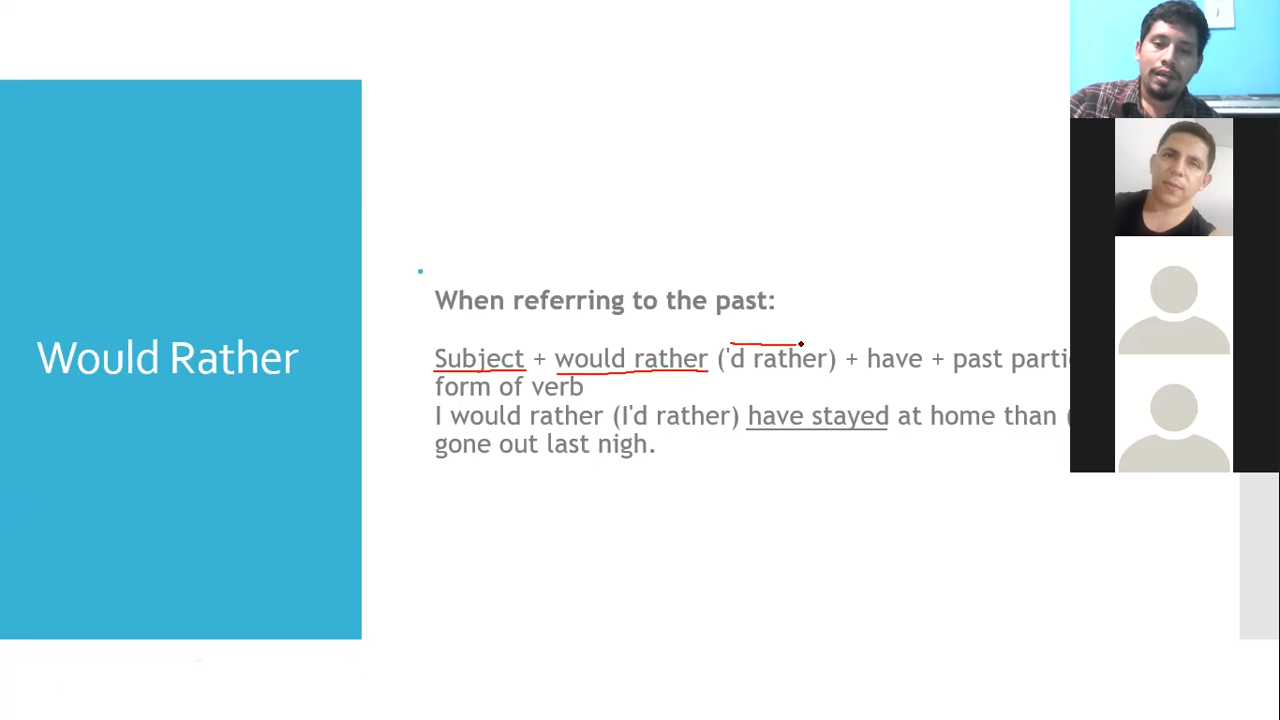 Would Rather
When referring to the past:
Subject + would rather ('d rather) + have + past
form of verb
I would rather (I'd rather) have stayed at home than (
gone out last nigh.